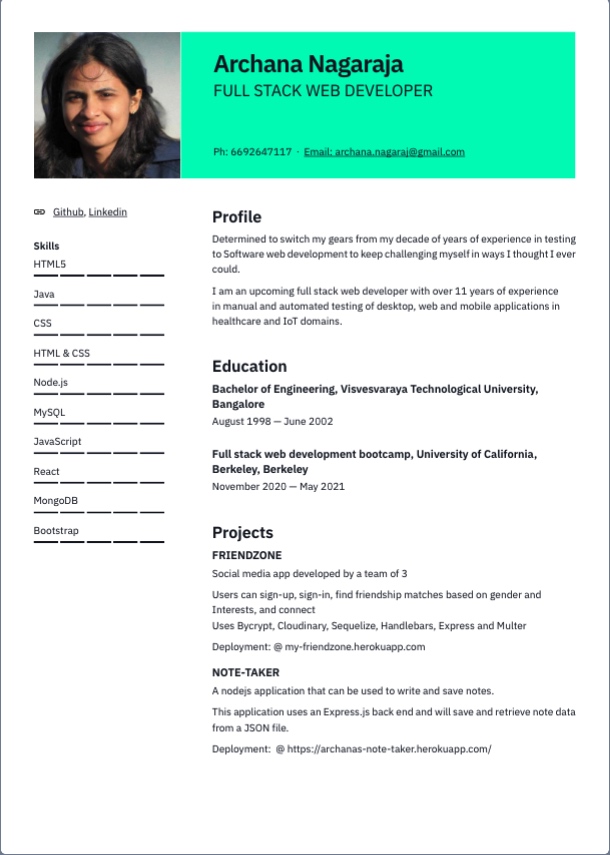 Archana Nagaraja
FULL STACK WEB DEVELOPER
Ph: 6692647117 · Email: archana.nagaraj@gmail.com
Github, Linkedin
Skills
HTML5
Java
CSS
HTML & CSS
Node.js
MySQL
JavaScript
React
MongoDB
Bootstrap
Profile
Determined to switch my gears from my decade of years of experience in testing
to Software web development to keep challenging myself in ways I thought I ever
could.
I am an upcoming full stack web developer with over 11 years of experience
in manual and automated testing of desktop, web and mobile applications in
healthcare and IoT domains.
Education
Bachelor of Engineering, Visvesvaraya Technological University,
Bangalore
August 1998 — June 2002
Full stack web development bootcamp, University of California,
Berkeley, Berkeley
November 2020 — May 2021
Projects
FRIENDZONE
Social media app developed by a team of 3
Users can sign-up, sign-in, find friendship matches based on gender and
Interests, and connect
Uses Bycrypt, Cloudinary, Sequelize, Handlebars, Express and Multer
Deployment: @ my-friendzone.herokuapp.com
NOTE-TAKER
A nodejs application that can be used to write and save notes.
This application uses an Express.js back end and will save and retrieve note data
from a JSON file.
Deployment: @ https://archanas-note-taker.herokuapp.com/